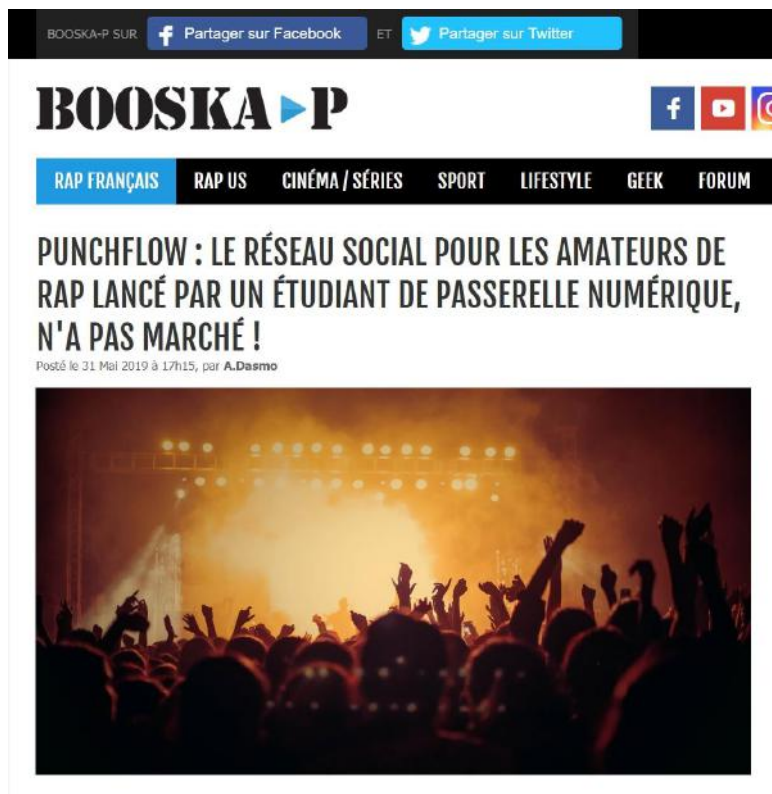 BOOSKA-P SUR Partager sur Facebook ET Partager sur Twitter
BOOSKA P
RAP FRANÇAIS RAP US CINÉMA / SÉRIES SPORT LIFESTYLE GEEK FORUM
PUNCHFLOW : LE RÉSEAU SOCIAL POUR LES AMATEURS DE
RAP LANCÉ PAR UN ÉTUDIANT DE PASSERELLE NUMÉRIQUE,
N'A PAS MARCHÉ !
Posté le 31 Mai 2019 à 17h15, par A.Dasmo